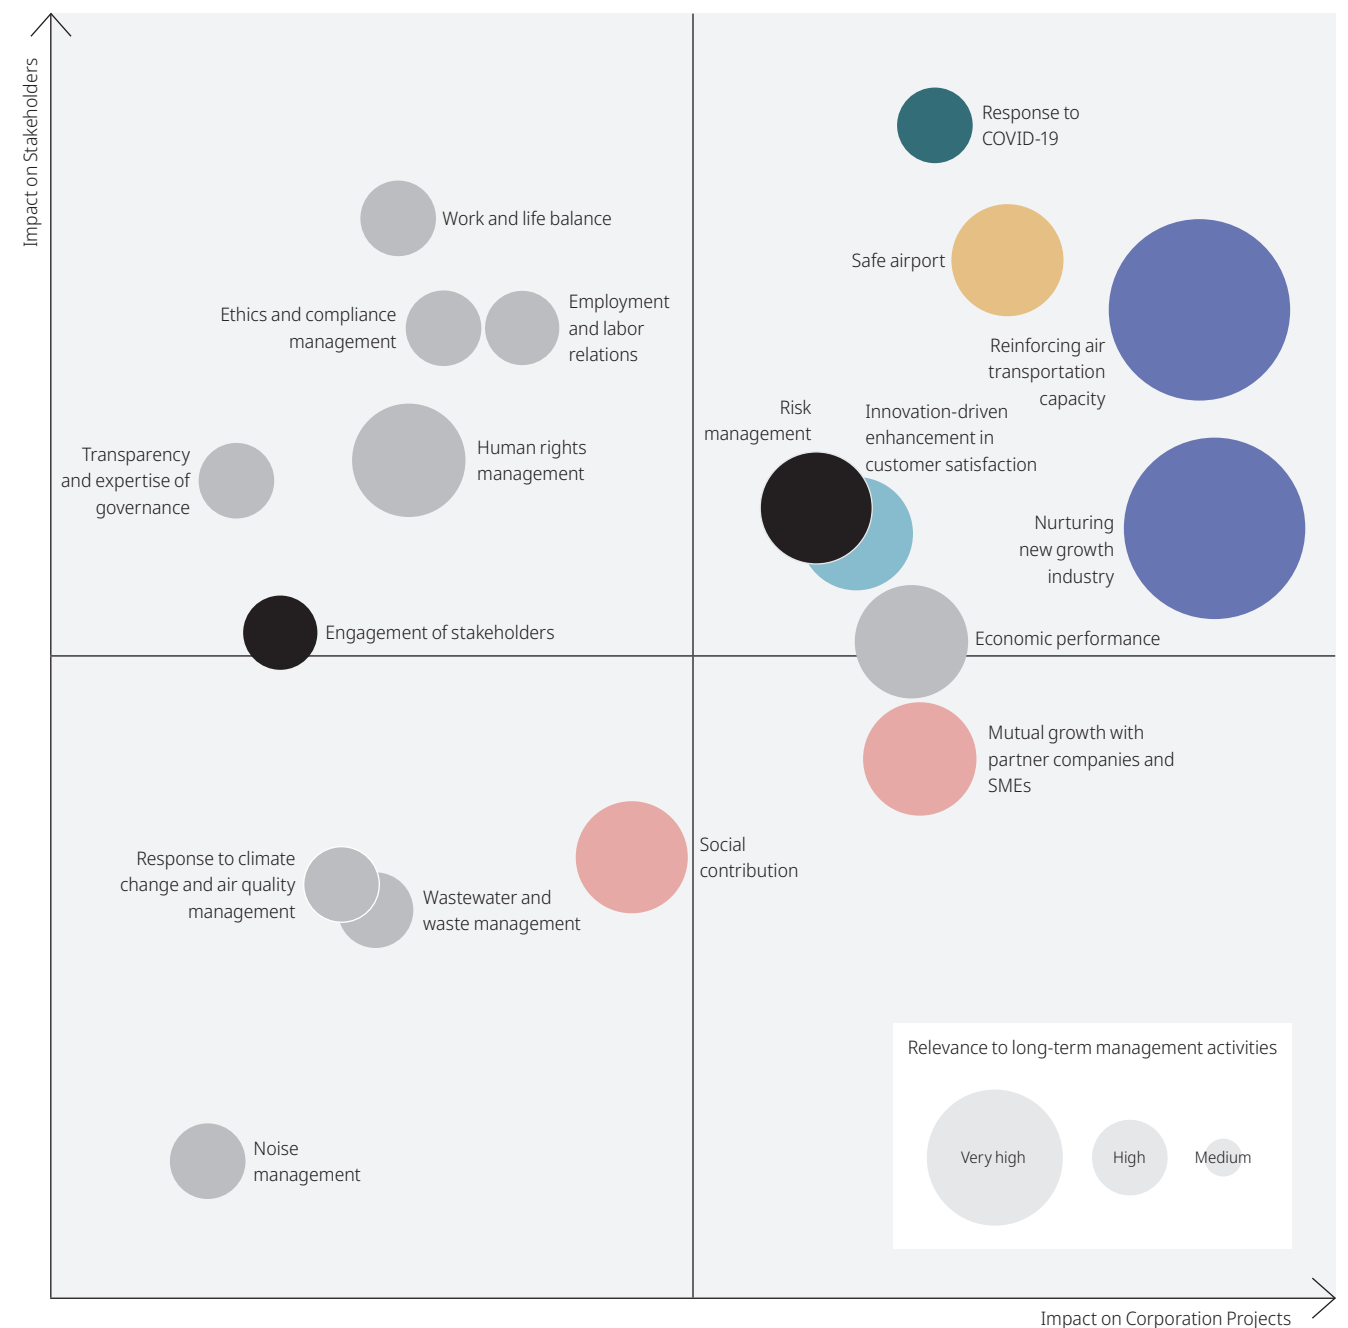 Impact on Stakeholders
Response to
COVID-19
Work and life balance
Safe airport
Ethics and compliance
management
Employment
and labor
relations
Reinforcing air
transportation
capacity
Risk
management
Innovation-driven
enhancement in
customer satisfaction
Transparency
and expertise of
governance
Human rights
management
Nurturing
new growth
industry
Engagement of stakeholders
Economic performance
Mutual growth with
partner companies and
SMEs
Social
contribution
Response to climate
change and air quality
management
Wastewater and
waste management
Relevance to long-term management activities
Very high
High
Medium
Noise
management
Impact on Corporation Projects